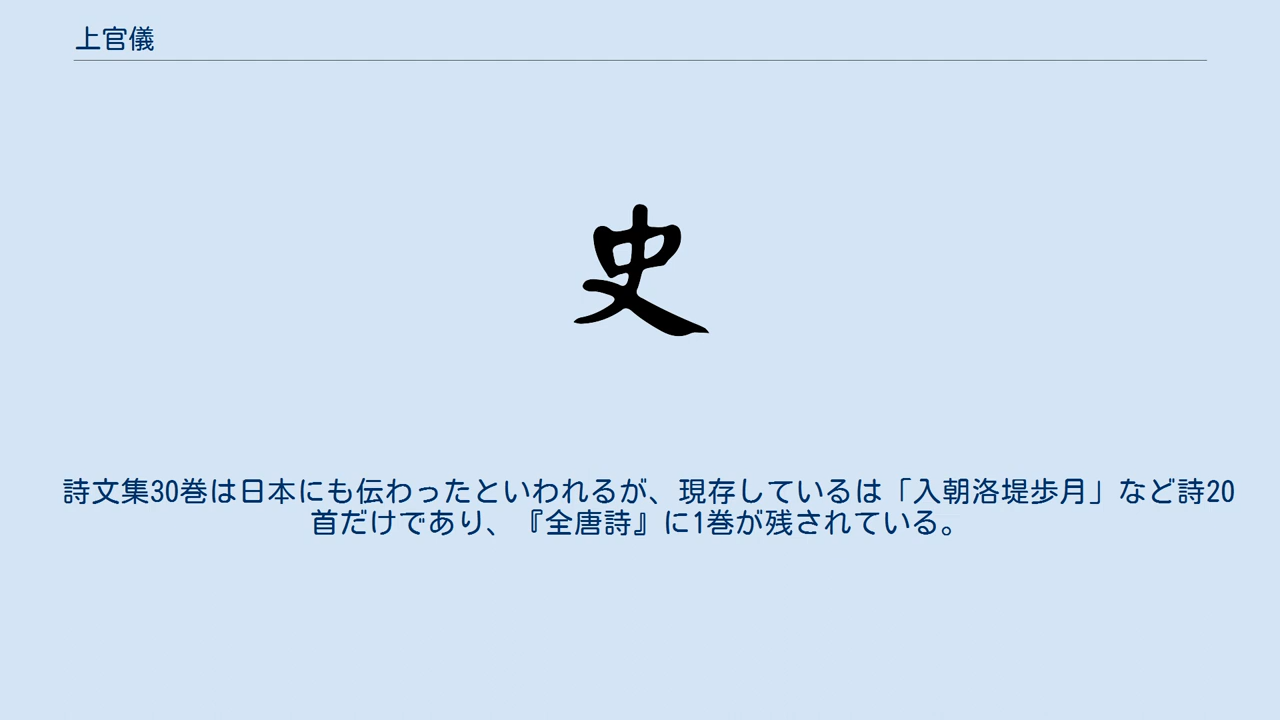 上官儀
史
詩文集30巻は日本にも伝わったといわれるが、現存しているは「入朝洛堤歩月」など詩20
首だけであり、『全唐詩』に1巻が残されている。